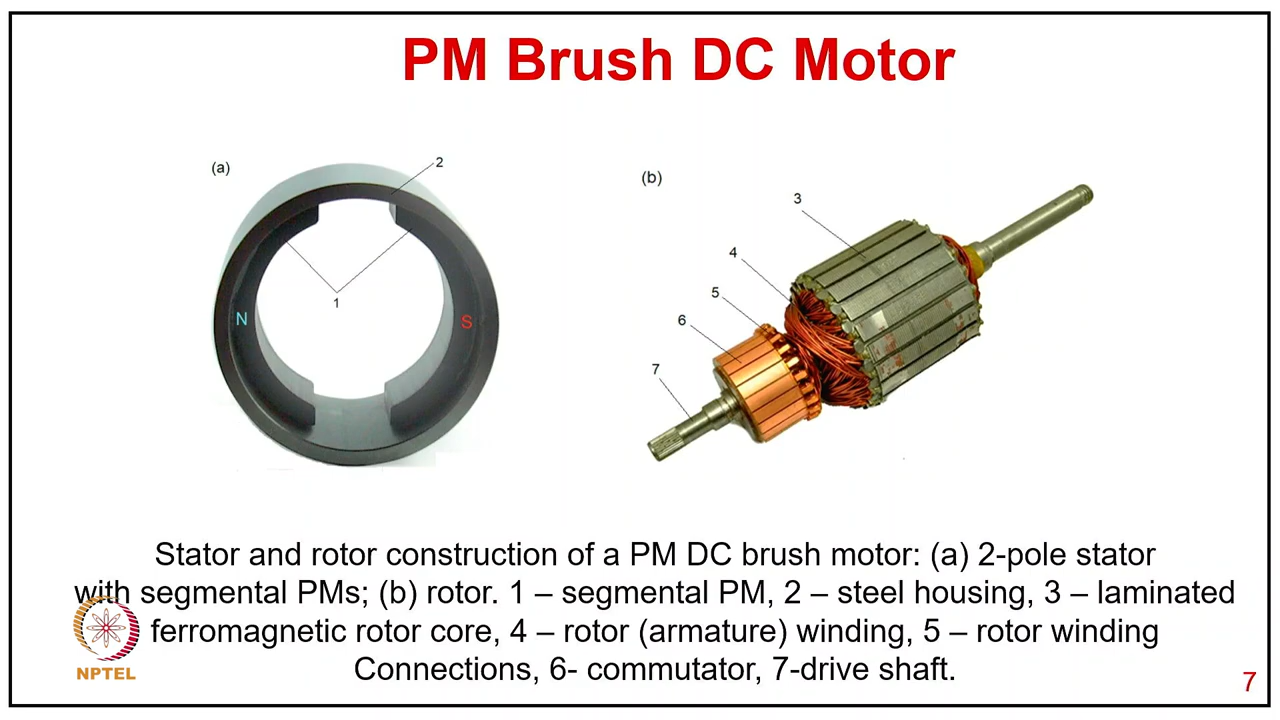 PM Brush DC Motor
(a)
2
1
N
S
(b)
3
4
5
6
7
Stator and rotor construction of a PM DC brush motor: (a) 2-pole stator
with segmental PMs; (b) rotor. 1 – segmental PM, 2 – steel housing, 3 – laminated
ferromagnetic rotor core, 4 – rotor (armature) winding, 5 – rotor winding
Connections, 6- commutator, 7-drive shaft.
NPTEL
7